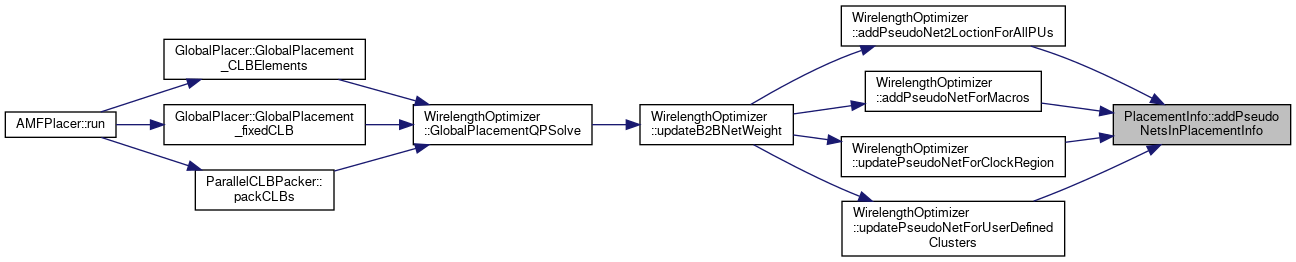 AMFPlacer::run
GlobalPlacer::GlobalPlacement
_CLBElements
GlobalPlacer::GlobalPlacement
_fixedCLB
ParallelCLBPacker::
packCLBs
WirelengthOptimizer
::GlobalPlacementQPSolve
WirelengthOptimizer
::updateB2BNetWeight
WirelengthOptimizer
::addPseudoNet2LoctionForAllPUs
WirelengthOptimizer
::addPseudoNetForMacros
WirelengthOptimizer
::updatePseudoNetForClockRegion
WirelengthOptimizer
::updatePseudoNetForUserDefined
Clusters
PlacementInfo::addPseudo
NetsInPlacementInfo